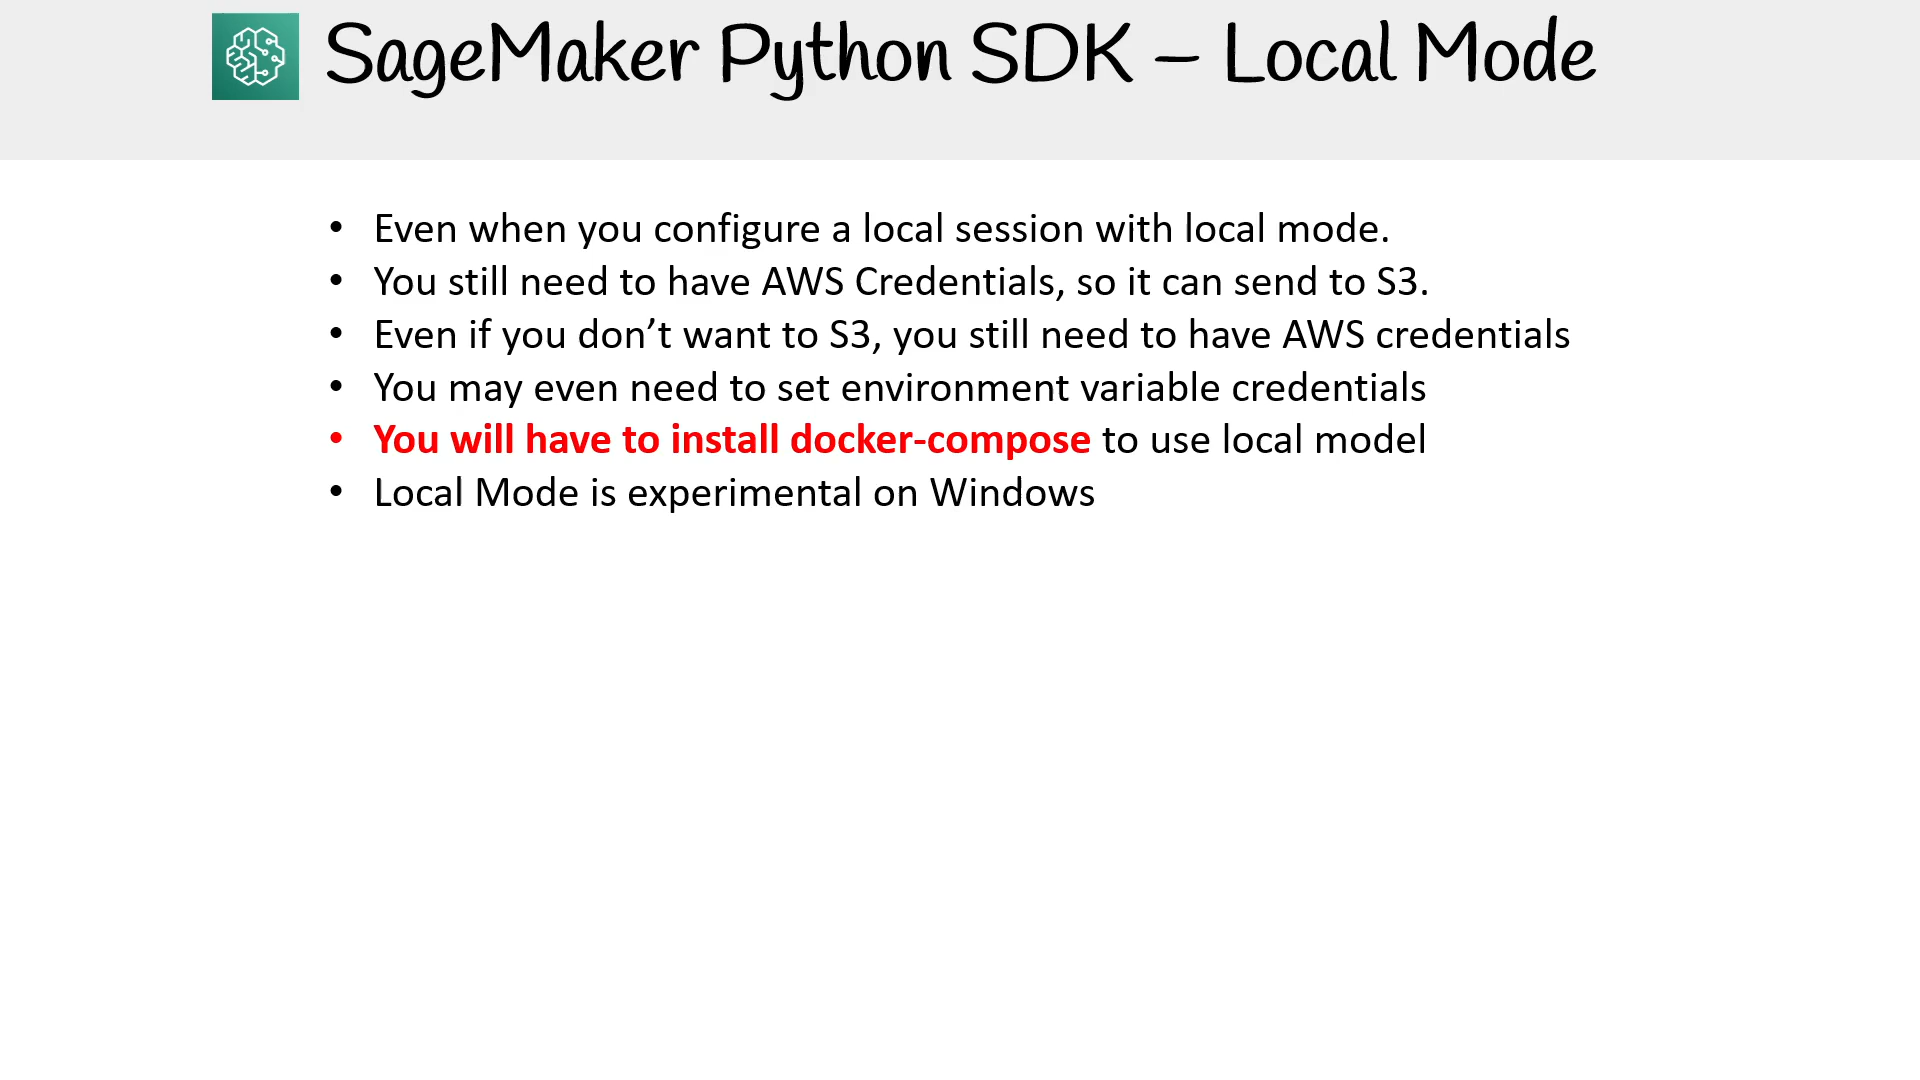 SageMaker Python SDK – Local Mode
• Even when you configure a local session with local mode.
• You still need to have AWS Credentials, so it can send to S3.
• Even if you don’t want to S3, you still need to have AWS credentials
• You may even need to set environment variable credentials
• You will have to install docker-compose to use local model
• Local Mode is experimental on Windows